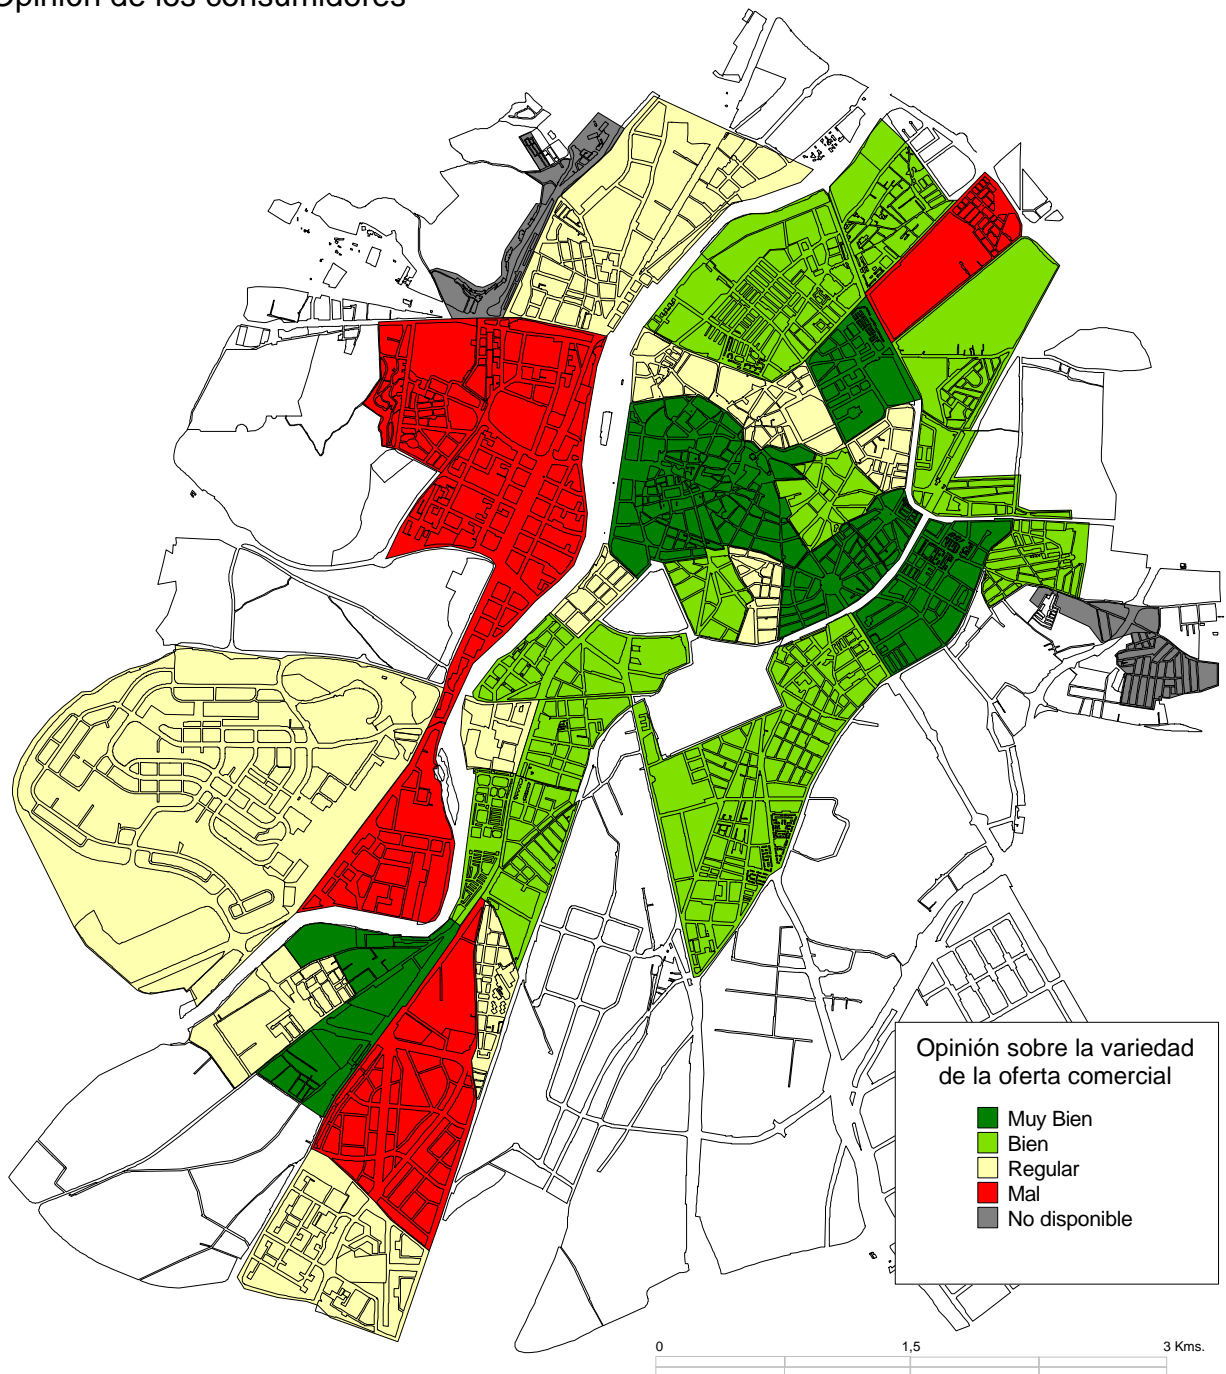 Opinión de los consumidores
Opinión sobre la variedad
de la oferta comercial
Muy Bien
Bien
Regular
Mal
No disponible
0 1,5 3 Kms.